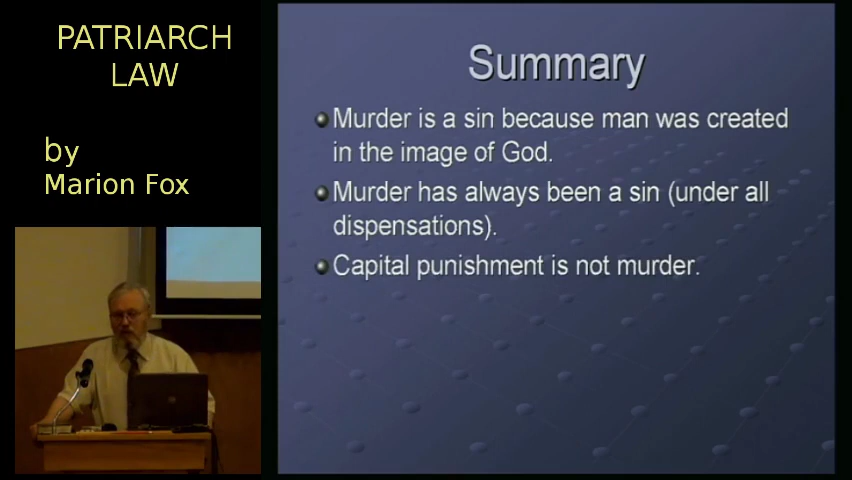 PATRIARCH
LAW
by
Marion Fox
Summary
Murder is a sin because man was created
in the image of God.
Murder has always been a sin (under all
dispensations).
Capital punishment is not murder.